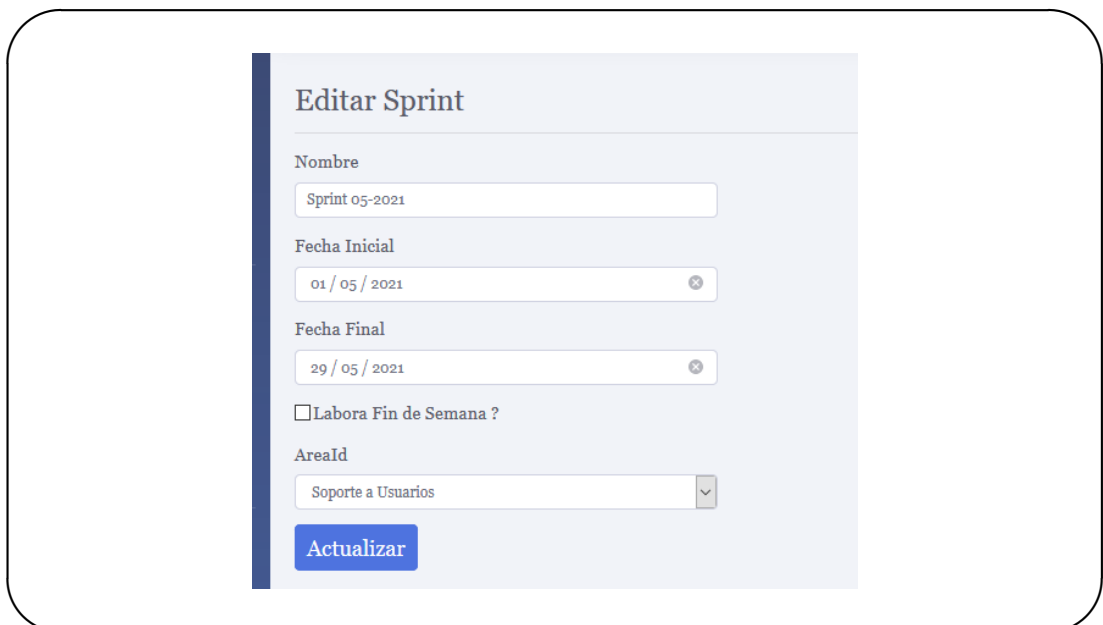 Editar Sprint
Nombre
Sprint 05-2021
Fecha Inicial
01 / 05 / 2021
Fecha Final
29 / 05 / 2021
Labora Fin de Semana ?
AreaId
Soporte a Usuarios
Actualizar